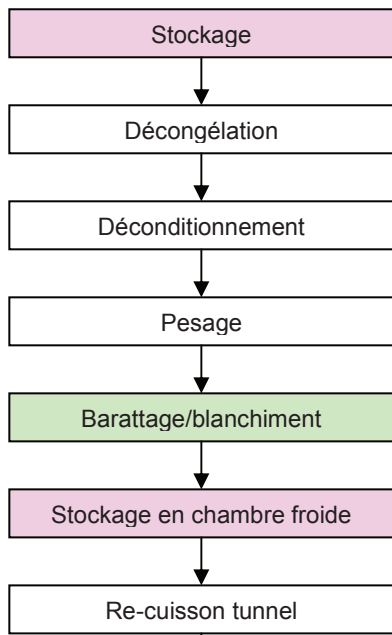 Stockage
Décongélation
Déconditionnement
Pesage
Barattage/blanchiment
Stockage en chambre froide
Re-cuisson tunnel